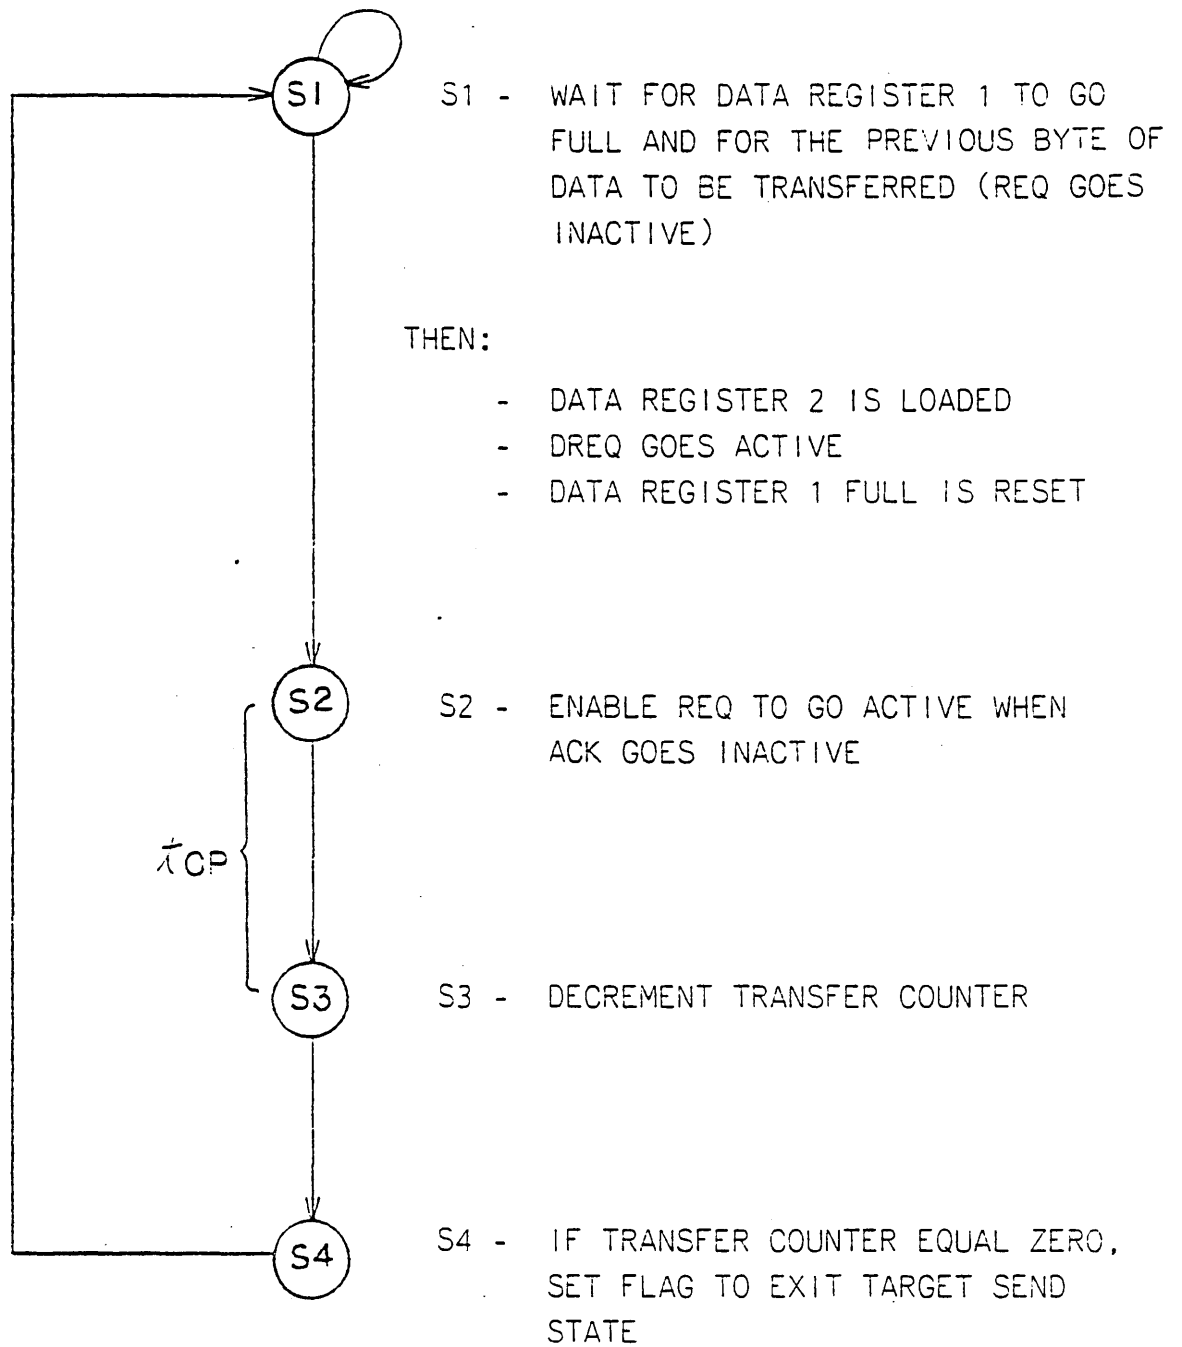 S1
S1 - WAIT FOR DATA REGISTER 1 TO GO
FULL AND FOR THE PREVIOUS BYTE OF
DATA TO BE TRANSFERRED (REQ GOES
INACTIVE)
THEN:
- DATA REGISTER 2 IS LOADED
- DREQ GOES ACTIVE
- DATA REGISTER 1 FULL IS RESET
S2
S2 - ENABLE REQ TO GO ACTIVE WHEN
ACK GOES INACTIVE
tCP
S3
S3 - DECREMENT TRANSFER COUNTER
S4
S4 - IF TRANSFER COUNTER EQUAL ZERO,
SET FLAG TO EXIT TARGET SEND
STATE